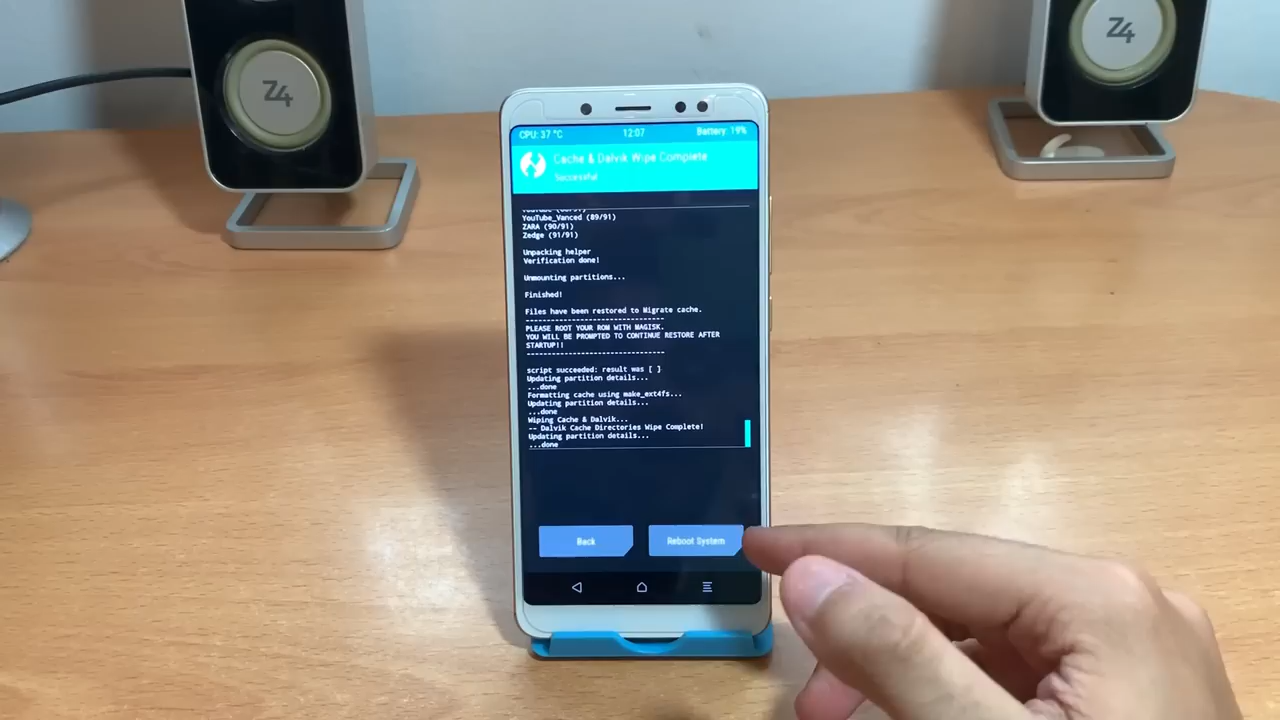 Z4
Z4
CPU: 37 °C 12:07 Battery: 19%
Cache & Dalvik Wipe Complete
Successful
YouTube_Vanced (89/91)
ZARA (90/91)
Zedge (91/91)
Unpacking helper
Verification done!
Unmounting partitions...
Finished!
Files have been restored to Migrate cache.
------------------------------
PLEASE ROOT YOUR ROM WITH MAGISK.
YOU WILL BE PROMPTED TO CONTINUE RESTORE AFTER
STARTUP!!
------------------------------
script succeeded: result was [ ]
Updating partition details...
...done
Formatting cache using make_ext4fs...
Updating partition details...
...done
Wiping Cache & Dalvik...
-- Dalvik Cache Directories Wipe Complete!
Updating partition details...
...done
Back Reboot System